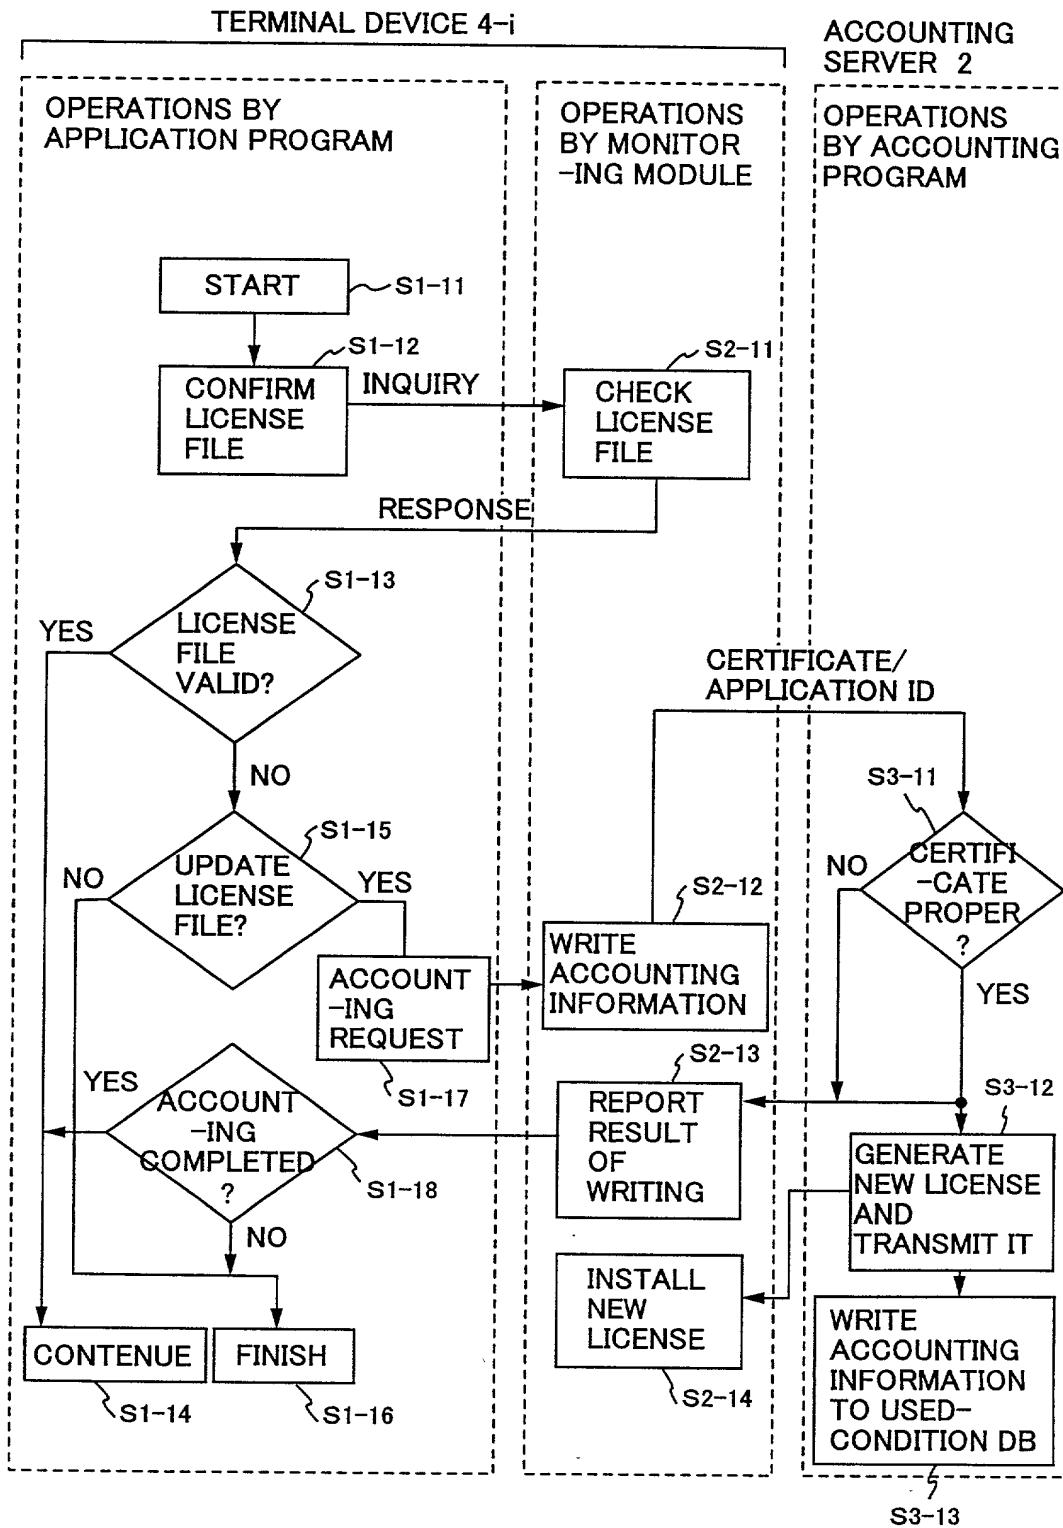 TERMINAL DEVICE 4-i
ACCOUNTING
SERVER 2
OPERATIONS BY
APPLICATION PROGRAM
OPERATIONS
BY MONITOR
-ING MODULE
OPERATIONS
BY ACCOUNTING
PROGRAM
START
S1-11
S1-12
CONFIRM
LICENSE
FILE
INQUIRY
S2-11
CHECK
LICENSE
FILE
RESPONSE
S1-13
YES
LICENSE
FILE
VALID?
NO
CERTIFICATE/
APPLICATION ID
S3-11
NO
CERTIFI-
-CATE
PROPER
?
YES
S1-15
NO
UPDATE
LICENSE
FILE?
YES
S2-12
WRITE
ACCOUNTING
INFORMATION
ACCOUNT
-ING
REQUEST
S1-17
S2-13
REPORT
RESULT
OF
WRITING
YES
ACCOUNT
-ING
COMPLETED
?
S1-18
NO
S3-12
GENERATE
NEW LICENSE
AND
TRANSMIT IT
INSTALL
NEW
LICENSE
S2-14
CONTENUE
S1-14
FINISH
S1-16
WRITE
ACCOUNTING
INFORMATION
TO USED-
CONDITION DB
S3-13